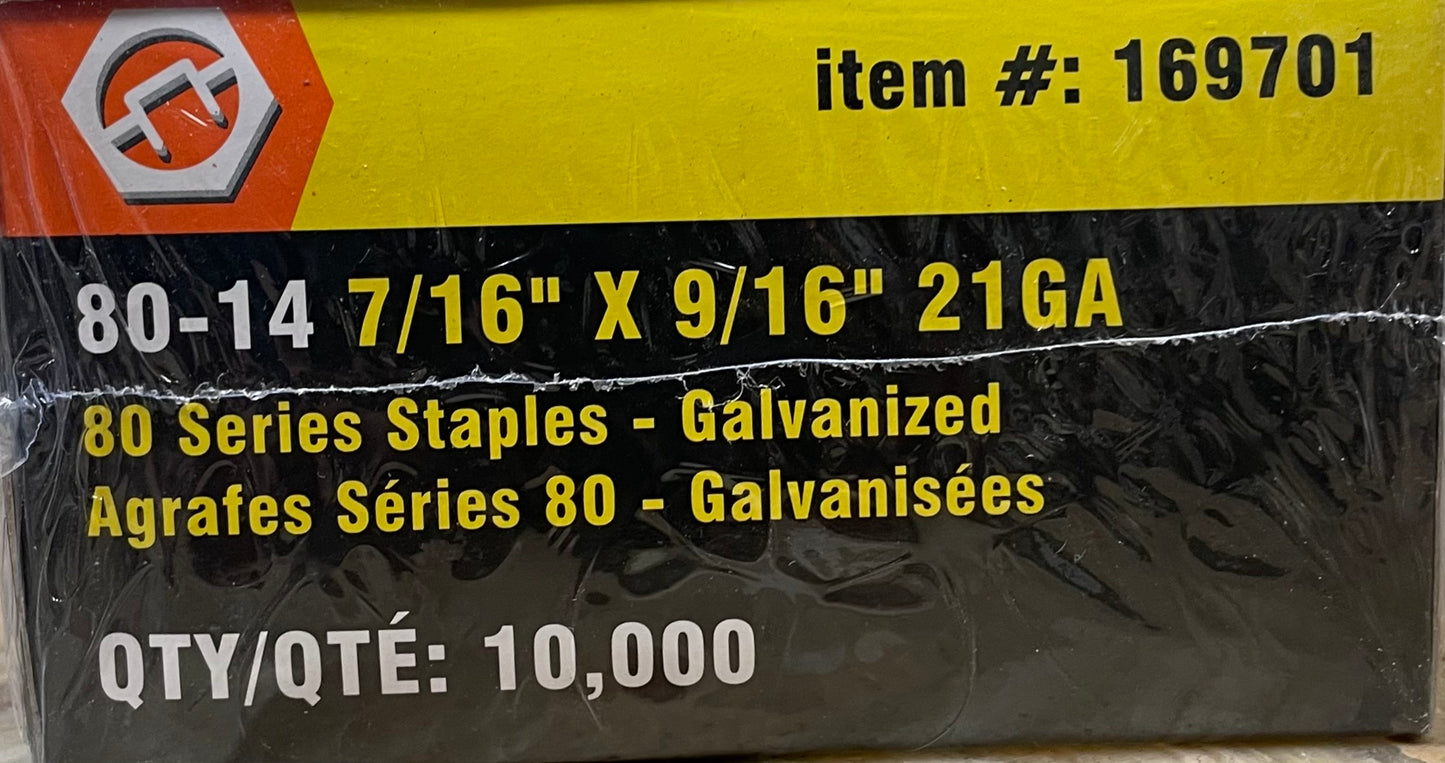 item #: 169701
80-14 7/16" X 9/16" 21GA
80 Series Staples - Galvanized
Agrafes Séries 80 - Galvanisées
QTY/QTÉ: 10,000